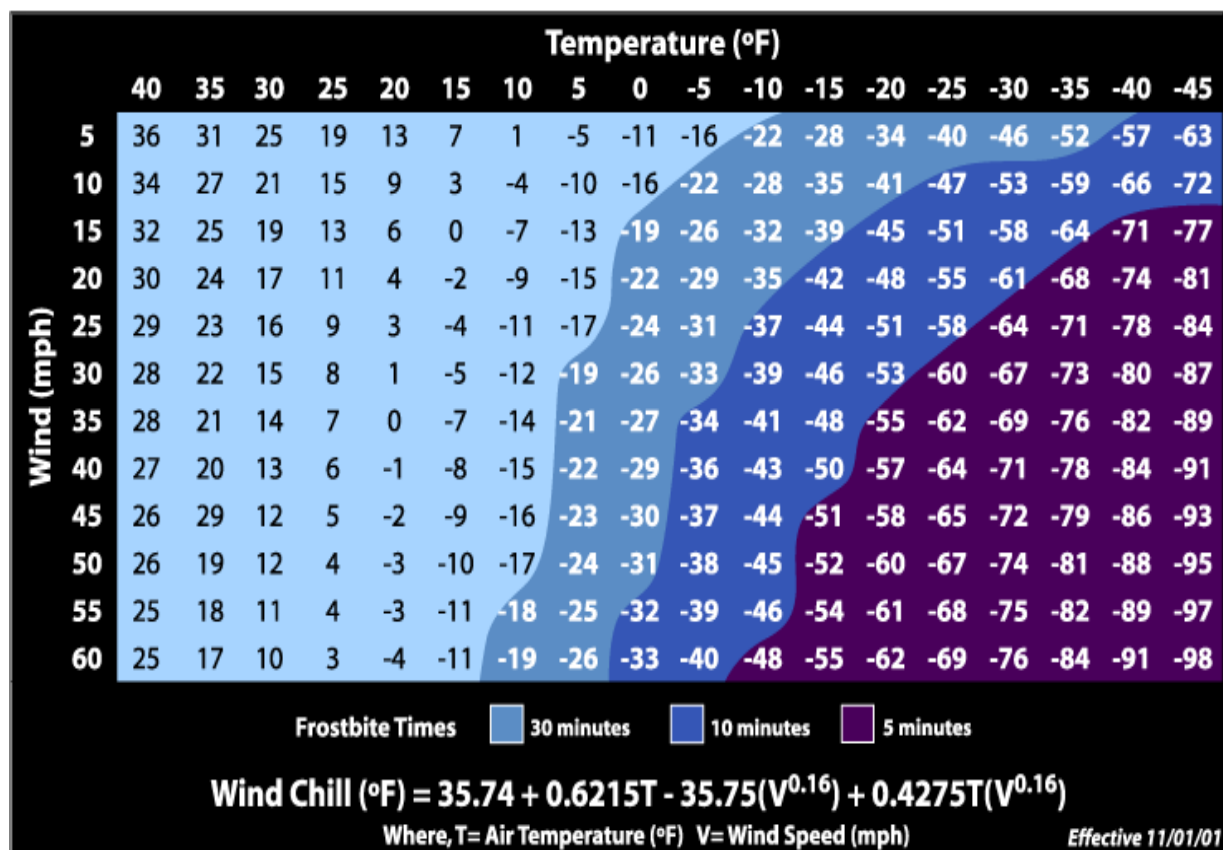 Temperature (ºF)
40 35 30 25 20 15 10 5 0 -5 -10 -15 -20 -25 -30 -35 -40 -45
Wind (mph)
5 36 31 25 19 13 7 1 -5 -11 -16 -22 -28 -34 -40 -46 -52 -57 -63
10 34 27 21 15 9 3 -4 -10 -16 -22 -28 -35 -41 -47 -53 -59 -66 -72
15 32 25 19 13 6 0 -7 -13 -19 -26 -32 -39 -45 -51 -58 -64 -71 -77
20 30 24 17 11 4 -2 -9 -15 -22 -29 -35 -42 -48 -55 -61 -68 -74 -81
25 29 23 16 9 3 -4 -11 -17 -24 -31 -37 -44 -51 -58 -64 -71 -78 -84
30 28 22 15 8 1 -5 -12 -19 -26 -33 -39 -46 -53 -60 -67 -73 -80 -87
35 28 21 14 7 0 -7 -14 -21 -27 -34 -41 -48 -55 -62 -69 -76 -82 -89
40 27 20 13 6 -1 -8 -15 -22 -29 -36 -43 -50 -57 -64 -71 -78 -84 -91
45 26 29 12 5 -2 -9 -16 -23 -30 -37 -44 -51 -58 -65 -72 -79 -86 -93
50 26 19 12 4 -3 -10 -17 -24 -31 -38 -45 -52 -60 -67 -74 -81 -88 -95
55 25 18 11 4 -3 -11 -18 -25 -32 -39 -46 -54 -61 -68 -75 -82 -89 -97
60 25 17 10 3 -4 -11 -19 -26 -33 -40 -48 -55 -62 -69 -76 -84 -91 -98
Frostbite Times 30 minutes 10 minutes 5 minutes
Wind Chill (ºF) = 35.74 + 0.6215T - 35.75(V^0.16) + 0.4275T(V^0.16)
Where, T= Air Temperature (ºF) V= Wind Speed (mph) Effective 11/01/01